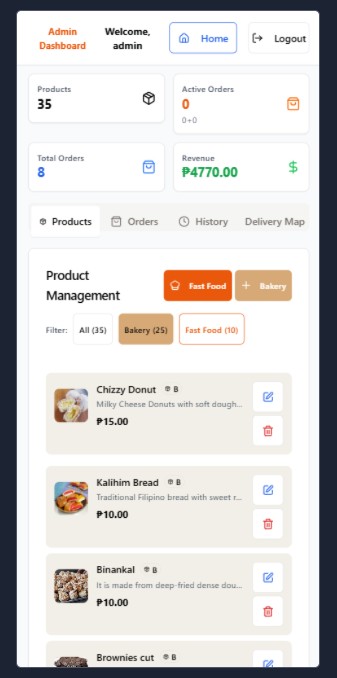 Admin Dashboard
Welcome, admin
Home
Logout
Products
35
Active Orders
0
0+0
Total Orders
8
Revenue
₱4770.00
Products
Orders
History
Delivery Map
Product Management
Fast Food
+ Bakery
Filter:
All (35)
Bakery (25)
Fast Food (10)
Chizzy Donut
B
Milky Cheese Donuts with soft dough...
₱15.00
Kalihim Bread
B
Traditional Filipino bread with sweet r...
₱10.00
Binankal
B
It is made from deep-fried dense dou...
₱10.00
Brownies cut
B